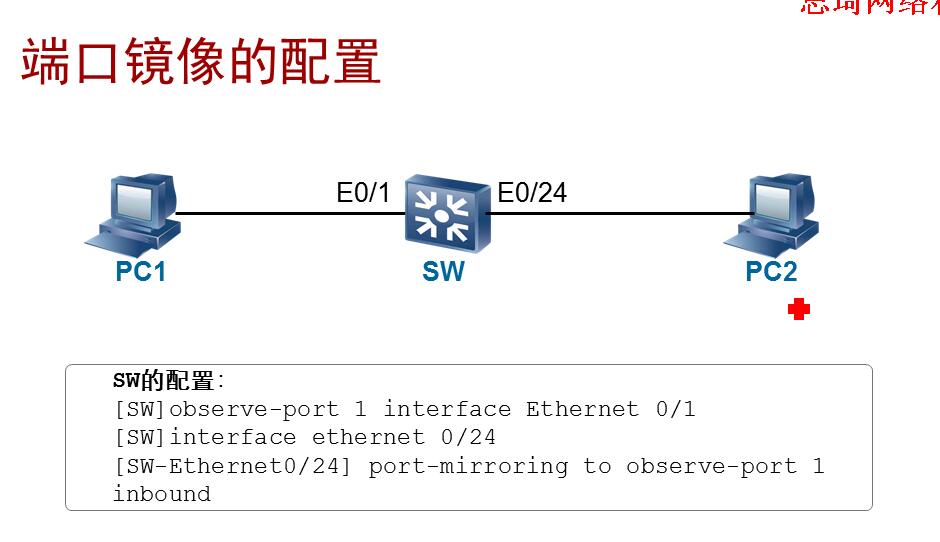 端口镜像的配置
E0/1
E0/24
PC1
SW
PC2
SW的配置:
[SW]observe-port 1 interface Ethernet 0/1
[SW]interface ethernet 0/24
[SW-Ethernet0/24] port-mirroring to observe-port 1
inbound